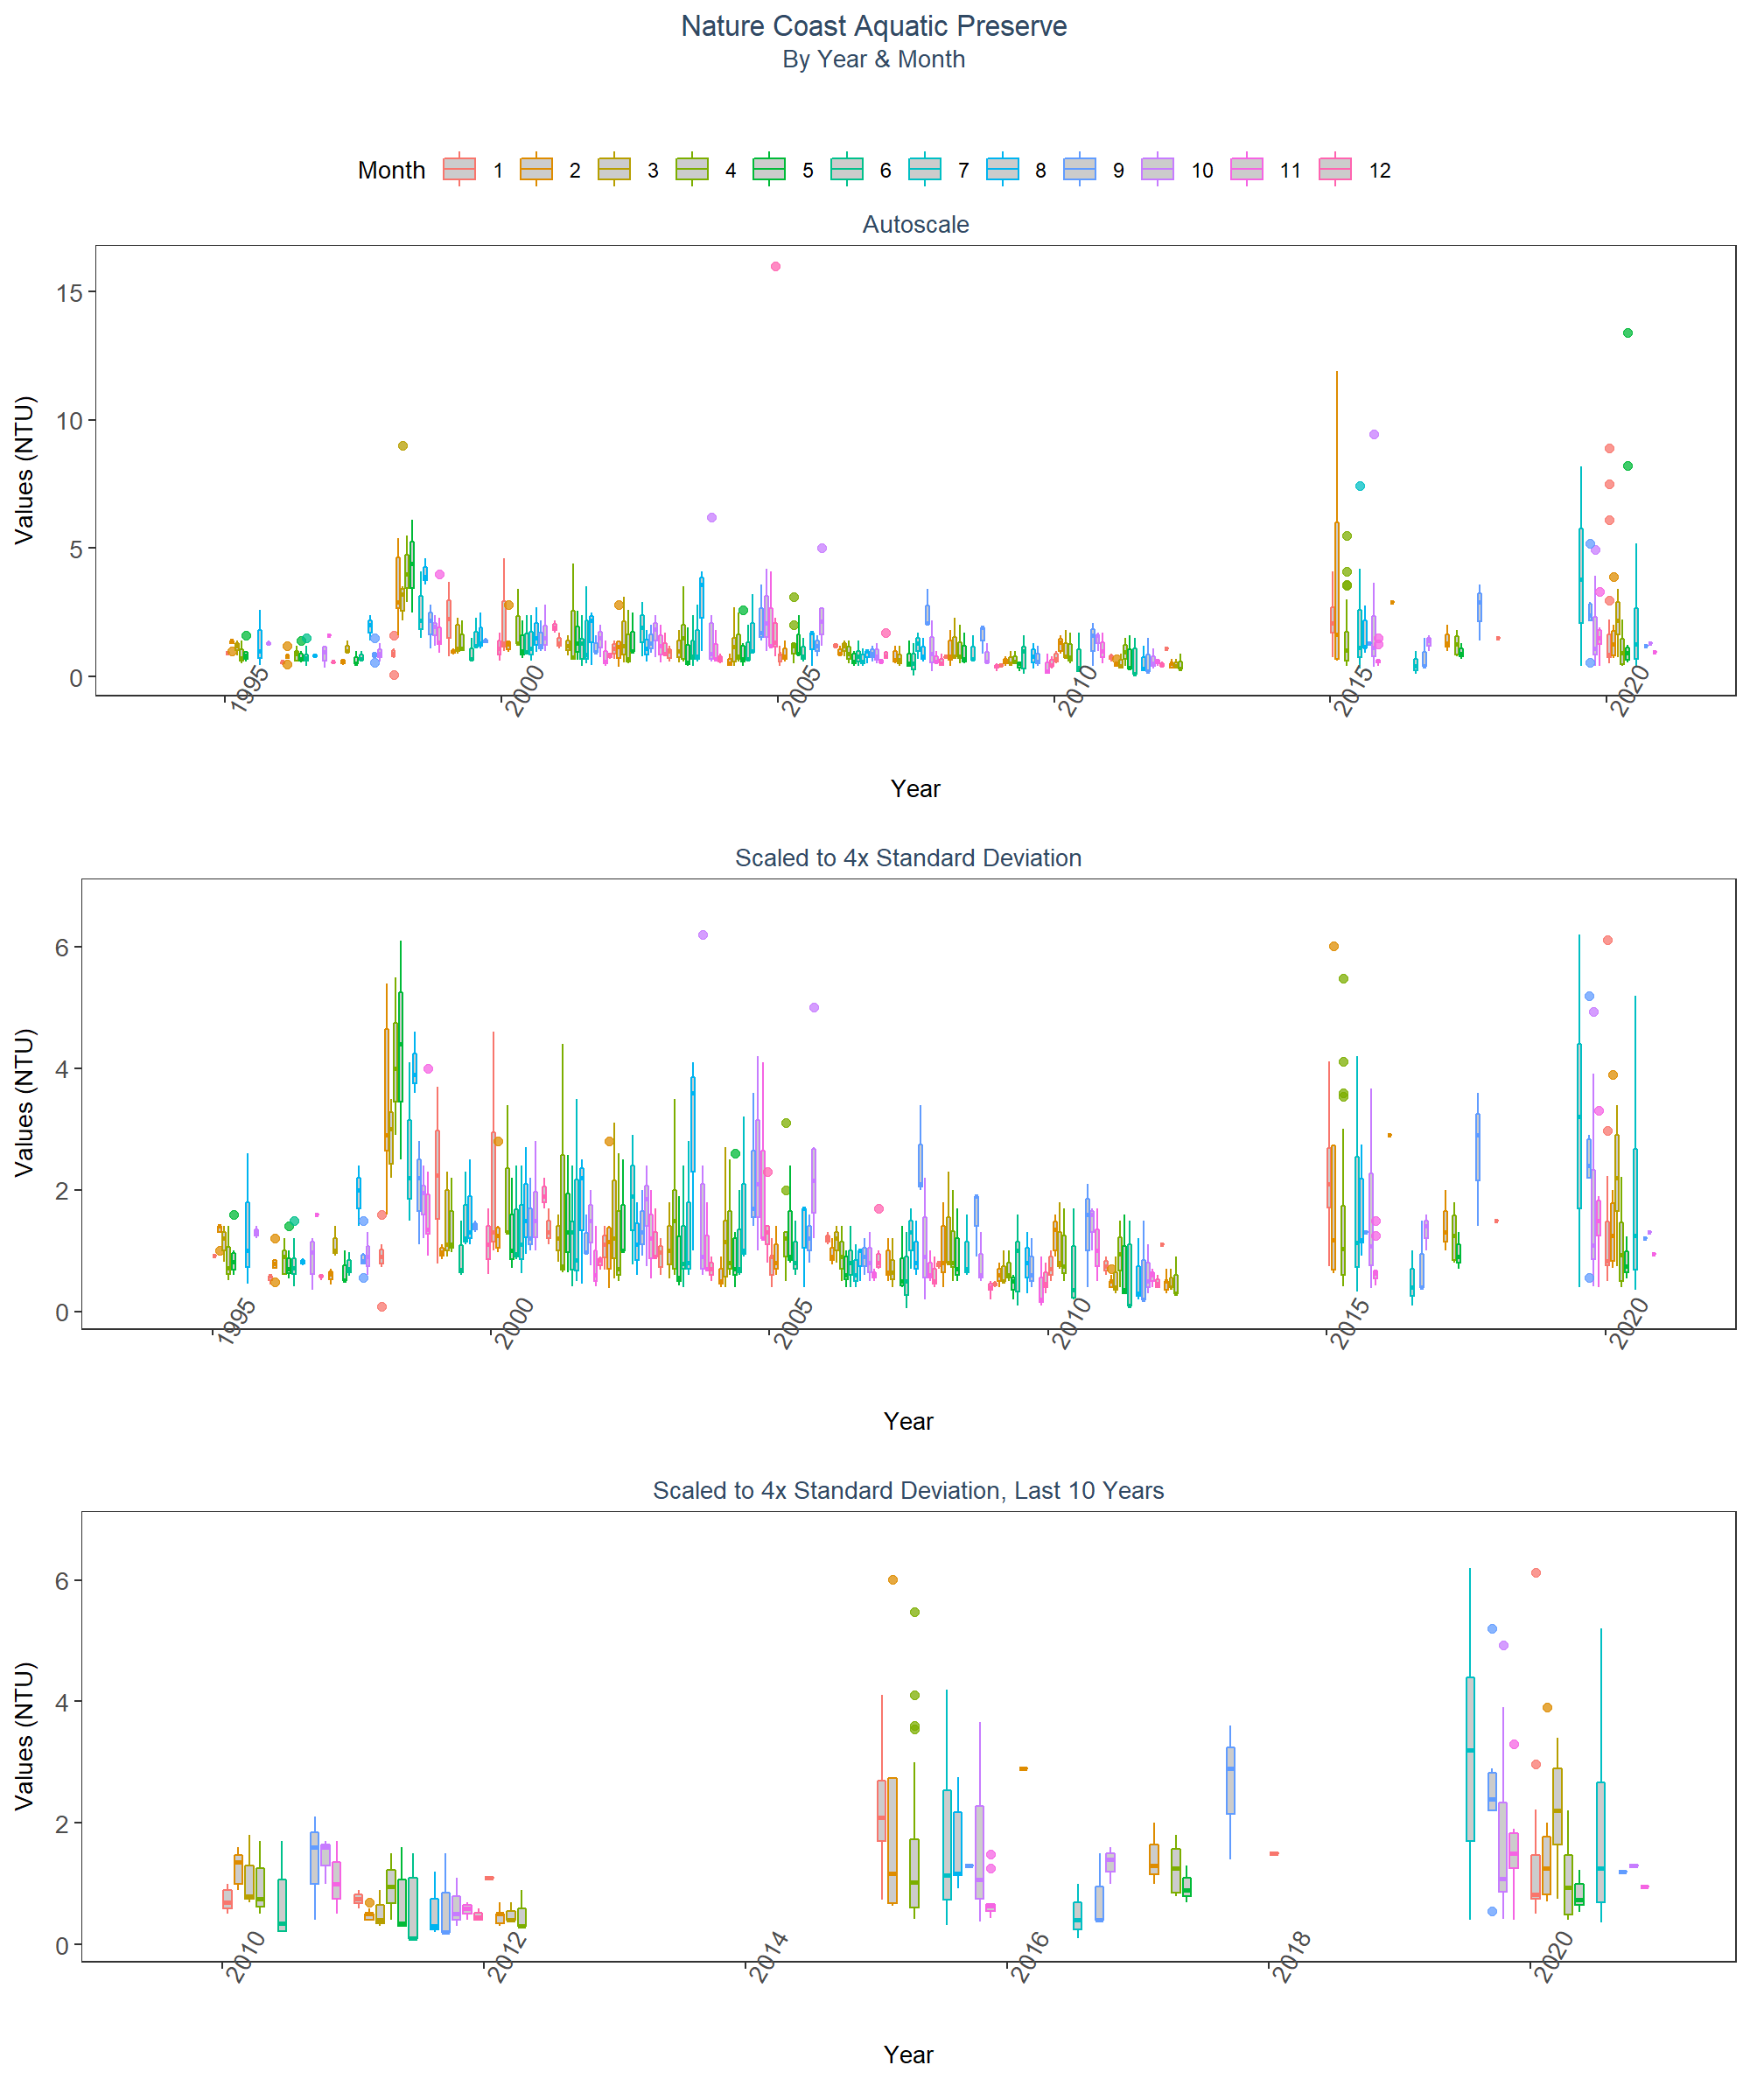 Nature Coast Aquatic Preserve
By Year & Month
Month 1 2 3 4 5 6 7 8 9 10 11 12
Autoscale
Values (NTU)
15
10
5
0
1995 2000 2005 2010 2015 2020
Year
Scaled to 4x Standard Deviation
Values (NTU)
6
4
2
0
1995 2000 2005 2010 2015 2020
Year
Scaled to 4x Standard Deviation, Last 10 Years
Values (NTU)
6
4
2
0
2010 2012 2014 2016 2018 2020
Year